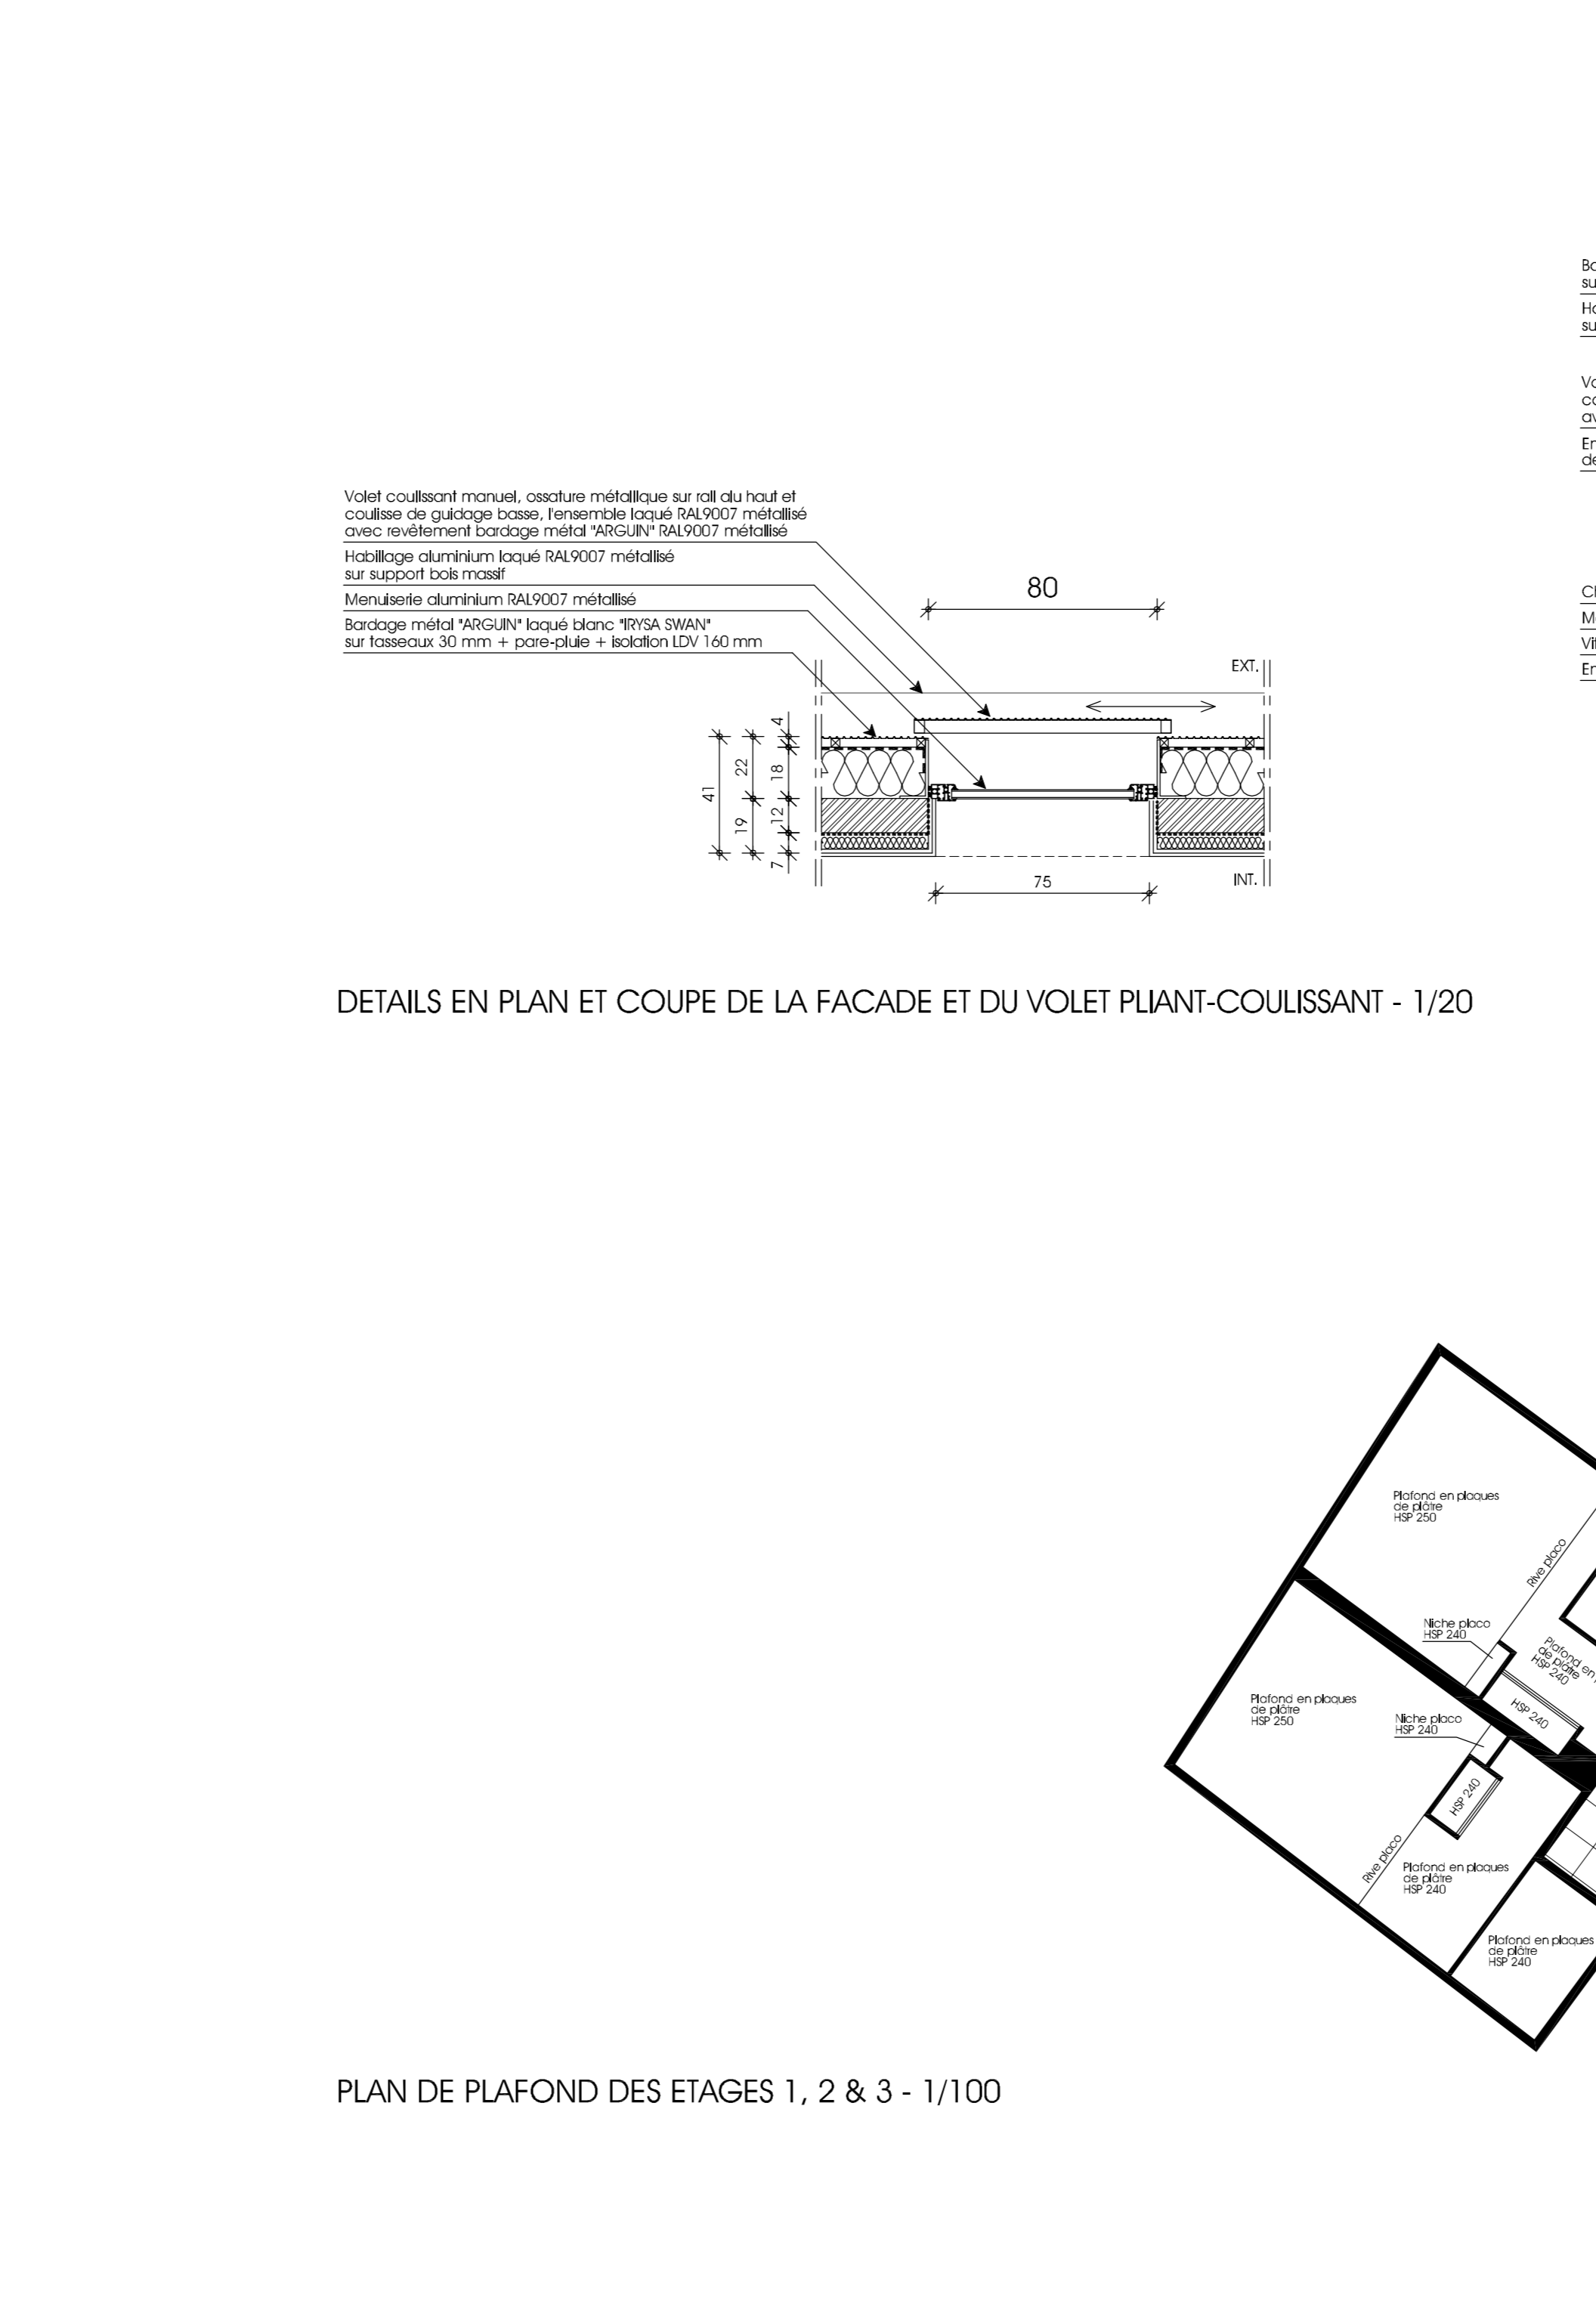 Volet coulissant manuel, ossature métallique sur rail alu haut et
coulisse de guidage basse, l'ensemble laqué RAL9007 métallisé
avec revêtement bardage métal "ARGUIN" RAL9007 métallisé
Habillage aluminium laqué RAL9007 métallisé
sur support bois massif
Menuiserie aluminium RAL9007 métallisé
Bardage métal "ARGUIN" laqué blanc "IRYSA SWAN"
sur tasseaux 30 mm + pare-pluie + isolation LDV 160 mm
80
EXT.
4
22
18
41
19
12
7
75
INT.
DETAILS EN PLAN ET COUPE DE LA FACADE ET DU VOLET PLIANT-COULISSANT - 1/20
Plafond en plaques
de plâtre
HSP 250
Rive placo
Niche placo
HSP 240
Plafond en
de plâtre
HSP 240
HSP 240
Plafond en plaques
de plâtre
HSP 250
Niche placo
HSP 240
HSP 240
Rive placo
Plafond en plaques
de plâtre
HSP 240
Plafond en plaques
de plâtre
HSP 240
PLAN DE PLAFOND DES ETAGES 1, 2 & 3 - 1/100